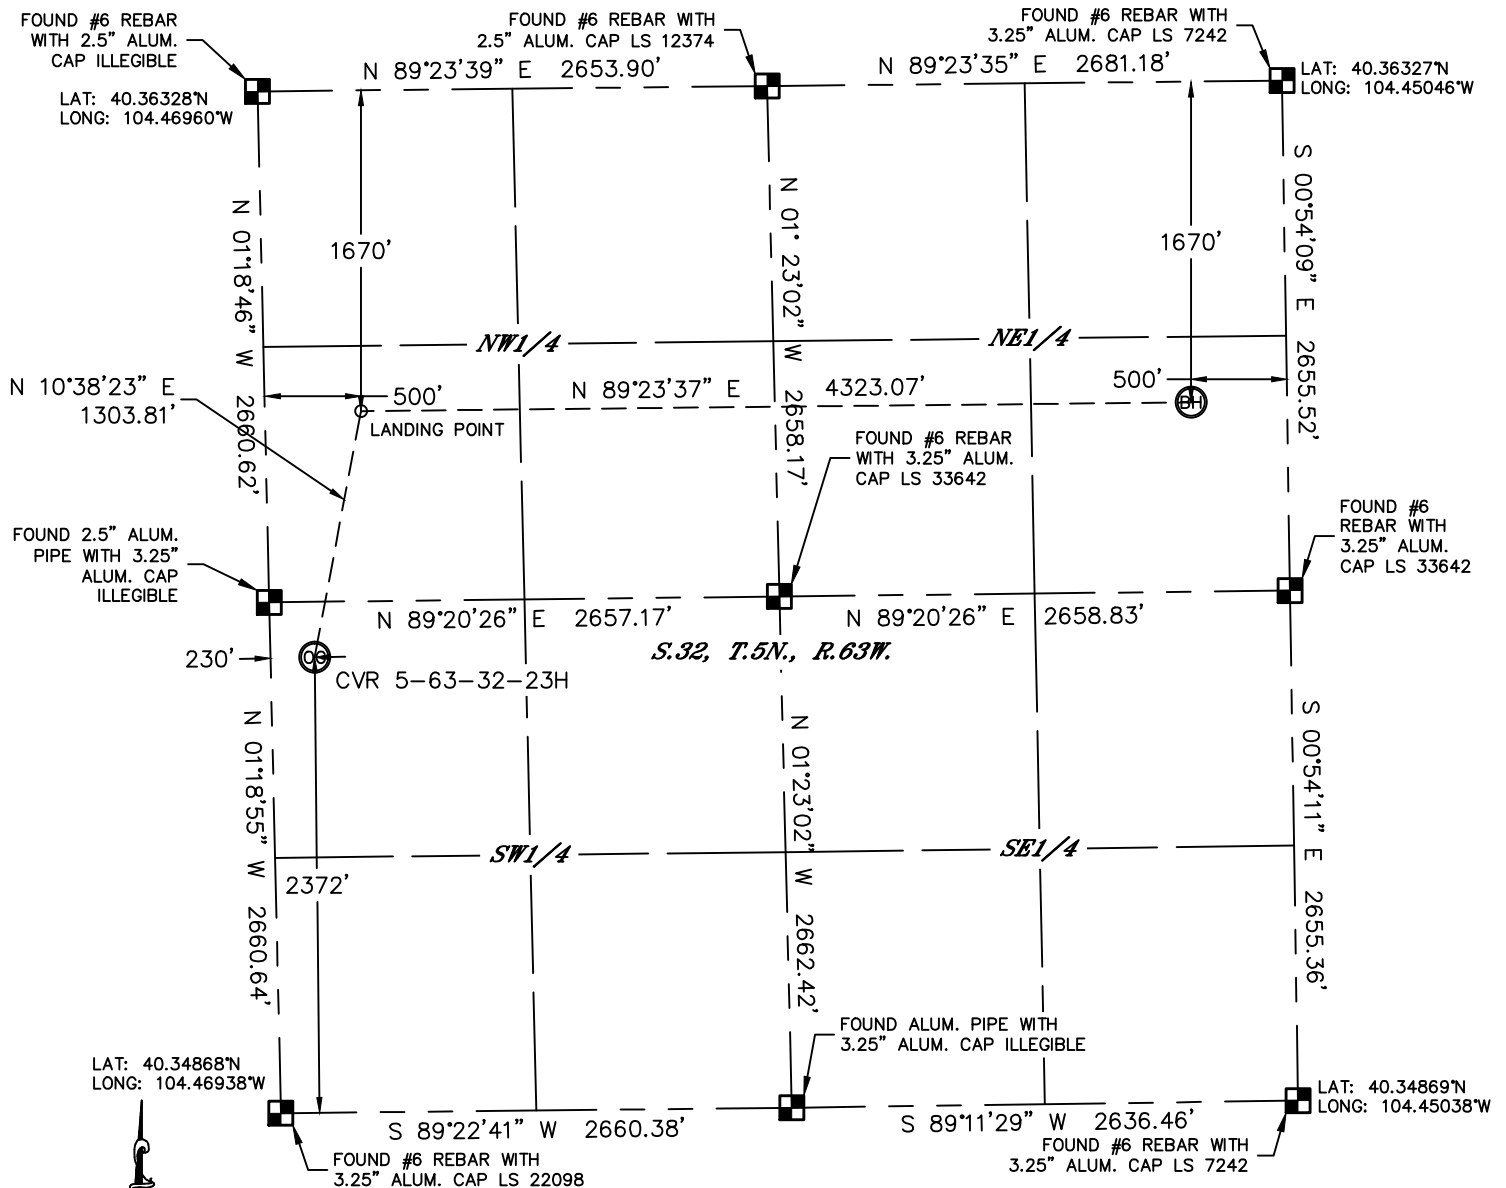 FOUND #6 REBAR
WITH 2.5" ALUM.
CAP ILLEGIBLE
FOUND #6 REBAR WITH
2.5" ALUM. CAP LS 12374
FOUND #6 REBAR WITH
3.25" ALUM. CAP LS 7242
N 89°23'39" E 2653.90'
N 89°23'35" E 2681.18'
LAT: 40.36328°N
LONG: 104.46960°W
LAT: 40.36327°N
LONG: 104.45046°W
N 01°18'46" W 2660.62'
1670'
N 01° 23'02" W 2658.17'
1670'
S 00°54'09" E 2655.52'
NW1/4
NE1/4
N 10°38'23" E
1303.81'
500'
N 89°23'37" E 4323.07'
500'
BH
LANDING POINT
FOUND #6 REBAR
WITH 3.25" ALUM.
CAP LS 33642
FOUND #6
REBAR WITH
3.25" ALUM.
CAP LS 33642
FOUND 2.5" ALUM.
PIPE WITH 3.25"
ALUM. CAP
ILLEGIBLE
N 89°20'26" E 2657.17'
N 89°20'26" E 2658.83'
S.32, T.5N., R.63W.
230'
OG
CVR 5-63-32-23H
N 01°18'55" W 2660.64'
N 01°23'02" W 2662.42'
S 00°54'11" E 2655.36'
SW1/4
SE1/4
2372'
FOUND ALUM. PIPE WITH
3.25" ALUM. CAP ILLEGIBLE
LAT: 40.34868°N
LONG: 104.46938°W
LAT: 40.34869°N
LONG: 104.45038°W
S 89°22'41" W 2660.38'
S 89°11'29" W 2636.46'
FOUND #6 REBAR WITH
3.25" ALUM. CAP LS 22098
FOUND #6 REBAR WITH
3.25" ALUM. CAP LS 7242